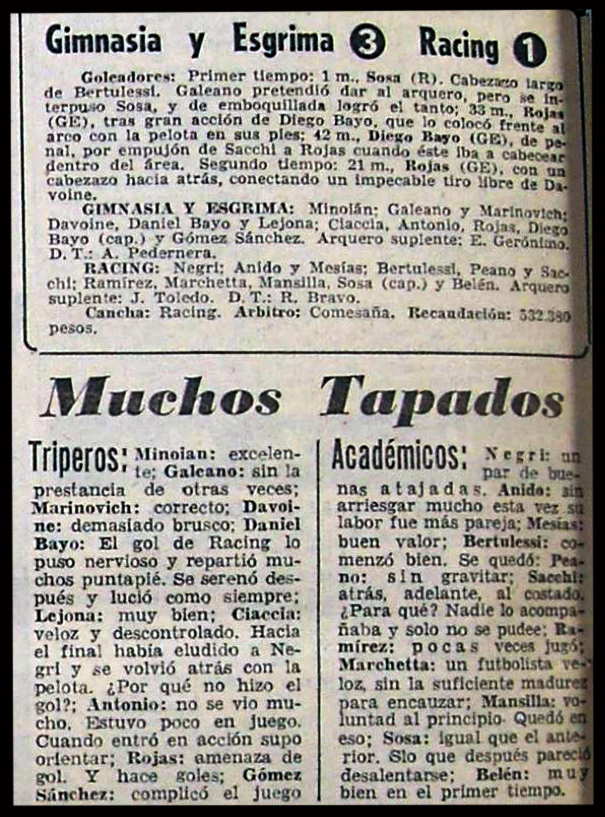 Gimnasia y Esgrima 3 Racing 1
Goleadores: Primer tiempo: 1 m., Sosa (R). Cabezazo largo
de Bertulessi. Galeano pretendió dar al arquero, pero se in-
terpuso Sosa, y de emboquillada logró el tanto; 33 m., Rojas
(GE), tras gran acción de Diego Bayo, que lo colocó frente al
arco con la pelota en sus pies; 42 m., Diego Bayo (GE), de pe-
nal, por empujón de Sacchi a Rojas cuando éste iba a cabecear
dentro del área. Segundo tiempo: 21 m., Rojas (GE), con un
cabezazo hacia atrás, conectando un impecable tiro libre de Da-
voine.
GIMNASIA Y ESGRIMA: Minoián; Galeano y Marinovich;
Davoine, Daniel Bayo y Lejona; Ciaccia, Antonio, Rojas, Diego
Bayo (cap.) y Gómez Sánchez. Arquero suplente: E. Gerónimo.
D. T.: A. Pedernera.
RACING: Negri; Anido y Mesías; Bertulessi, Peano y Sac-
chi; Ramírez, Marchetta, Mansilla, Sosa (cap.) y Belén. Arquero
suplente: J. Toledo. D. T.: R. Bravo.
Cancha: Racing. Arbitro: Comesaña. Recaudación: 532.380
pesos.
Muchos Tapados
Triperos: Minoian: excelen-
te; Galeano: sin la
prestancia de otras veces;
Marinovich: correcto; Davoi-
ne: demasiado brusco; Daniel
Bayo: El gol de Racing lo
puso nervioso y repartió mu-
chos puntapié. Se serenó des-
pués y lució como siempre;
Lejona: muy bien; Ciaccia:
veloz y descontrolado. Hacia
el final había eludido a Ne-
gri y se volvió atrás con la
pelota. ¿Por qué no hizo el
gol?; Antonio: no se vio mu-
cho. Estuvo poco en juego.
Cuando entró en acción supo
orientar; Rojas: amenaza de
gol. Y hace goles; Gómez
Sánchez: complicó el juego
Académicos: Negri: un
par de bue-
nas atajadas. Anido: sin
arriesgar mucho esta vez su
labor fue más pareja; Mesías:
buen valor; Bertulessi: co-
menzó bien. Se quedó: Pea-
no: sin gravitar; Sacchi:
atrás, adelante, al costado.
¿Para qué? Nadie lo acompa-
ñaba y solo no se pudee; Ra-
mírez: pocas veces jugó;
Marchetta: un futbolista ve-
loz, sin la suficiente madurez
para encauzar; Mansilla: vo-
luntad al principio. Quedó en
eso; Sosa: igual que el ante-
rior. Slo que después pareció
desalentarse; Belén: muy
bien en el primer tiempo.